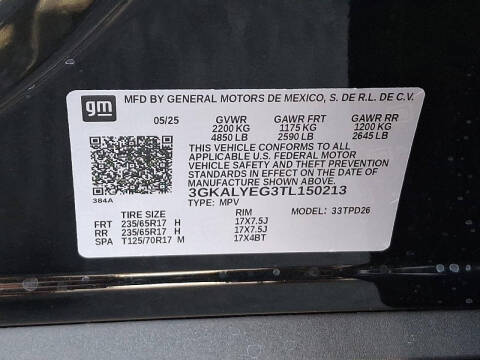 gm
MFD BY GENERAL MOTORS DE MEXICO, S. DE R.L. DE C.V.
05/25 GVWR GAWR FRT GAWR RR
2200 KG 1175 KG 1200 KG
4850 LB 2590 LB 2645 LB
THIS VEHICLE CONFORMS TO ALL
APPLICABLE U.S. FEDERAL MOTOR
VEHICLE SAFETY AND THEFT
PREVENTION STANDARDS IN EFFECT
ON THE DATE OF MANUFACTURE
SHOWN ABOVE.
3GKALYEG3TL150213
384A TYPE: MPV
TIRE SIZE RIM MODEL: 33TPD26
FRT 235/65R17 H 17X7.5J
RR 235/65R17 H 17X7.5J
SPA T125/70R17 M 17X4BT